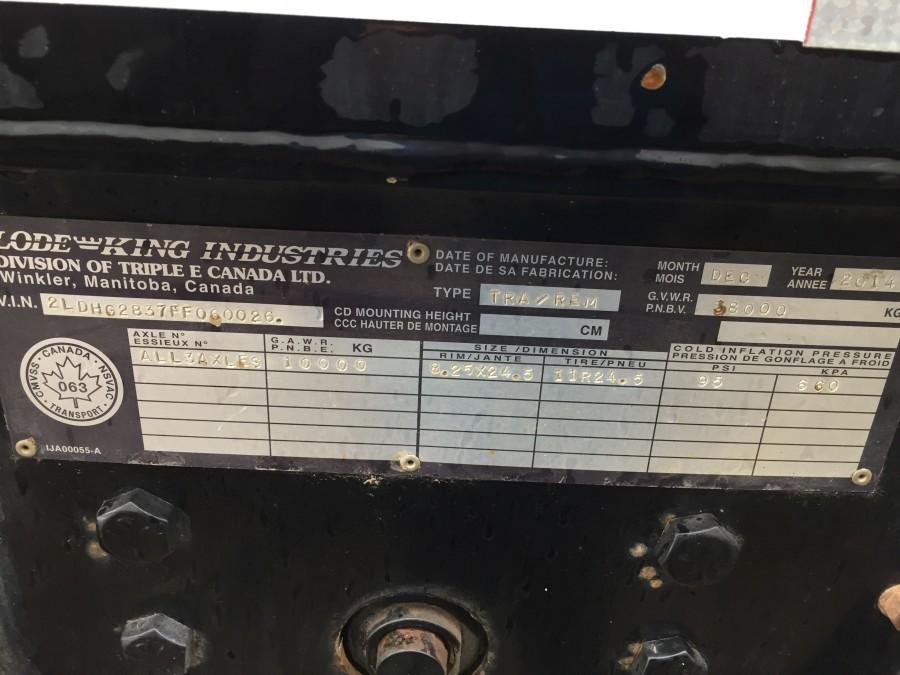 LODE KING INDUSTRIES
DIVISION OF TRIPLE E CANADA LTD.
Winkler, Manitoba, Canada
V.I.N. 2LDHG2837FF060026.
DATE OF MANUFACTURE:
DATE DE SA FABRICATION:
MONTH
MOIS
DEC
YEAR
ANNEE
2014
TYPE TRA/REM
G.V.W.R.
P.N.B.V.
38000 KG
CD MOUNTING HEIGHT
CCC HAUTER DE MONTAGE
CM
AXLE Nº
ESSIEUX Nº
G.A.W.R.
P.N.B.E. KG
SIZE/DIMENSION
RIM/JANTE TIRE/PNEU
COLD INFLATION PRESSURE
PRESSION DE GONFLAGE A FROID
PSI KPA
ALL3AXLES 10000 8.25X24.5 11R24.5 95 660
CANADA
CMVSS NSVAC
063
TRANSPORT
IJA00055-A